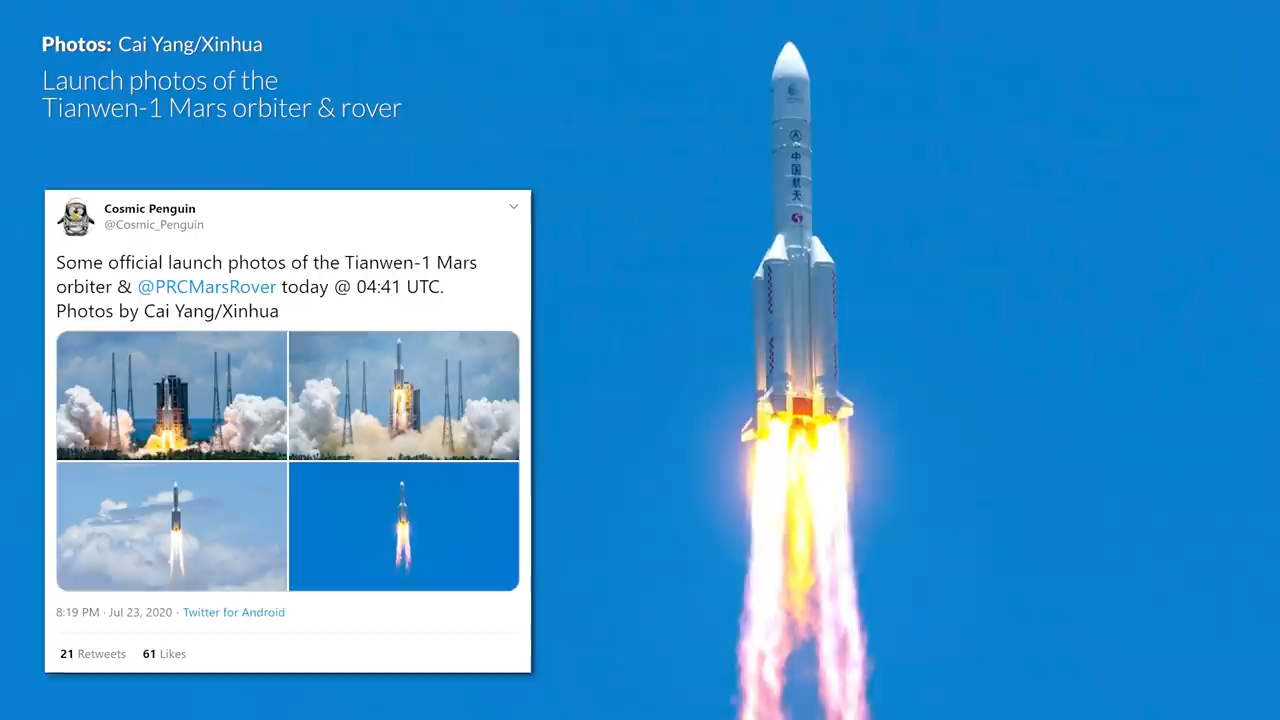 Photos: Cai Yang/Xinhua
Launch photos of the
Tianwen-1 Mars orbiter & rover
Cosmic Penguin
@Cosmic_Penguin
Some official launch photos of the Tianwen-1 Mars
orbiter & @PRCMarsRover today @ 04:41 UTC.
Photos by Cai Yang/Xinhua
8:19 PM · Jul 23, 2020 · Twitter for Android
21 Retweets 61 Likes
中国航天